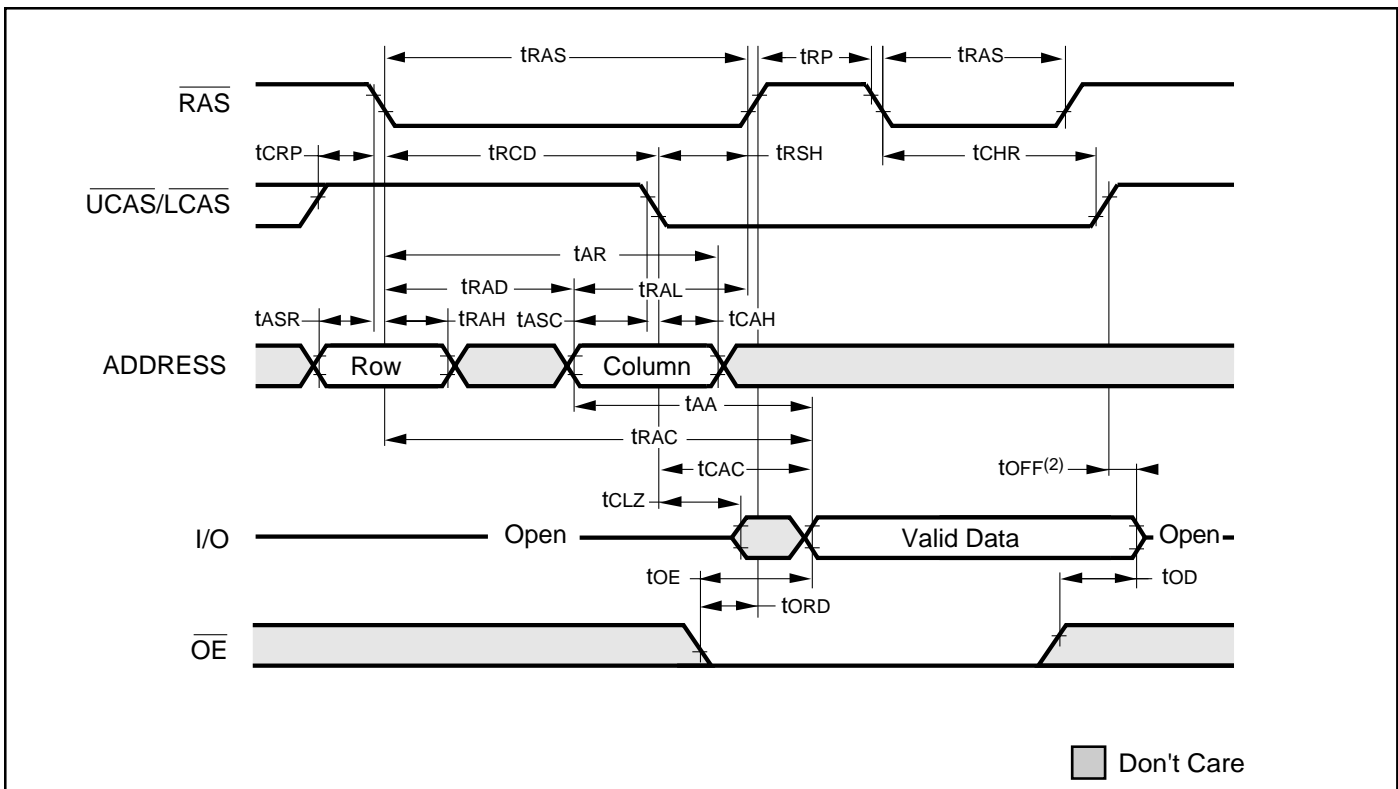 tRAS tRP tRAS
RAS
tCRP tRCD tRSH tCHR
UCAS/LCAS
tAR
tRAD tRAL
tASR tRAH tASC tCAH
ADDRESS Row Column
tAA
tRAC
tCAC tOFF(2)
tCLZ
I/O Open Valid Data Open
tOE tOD
tORD
OE
Don't Care